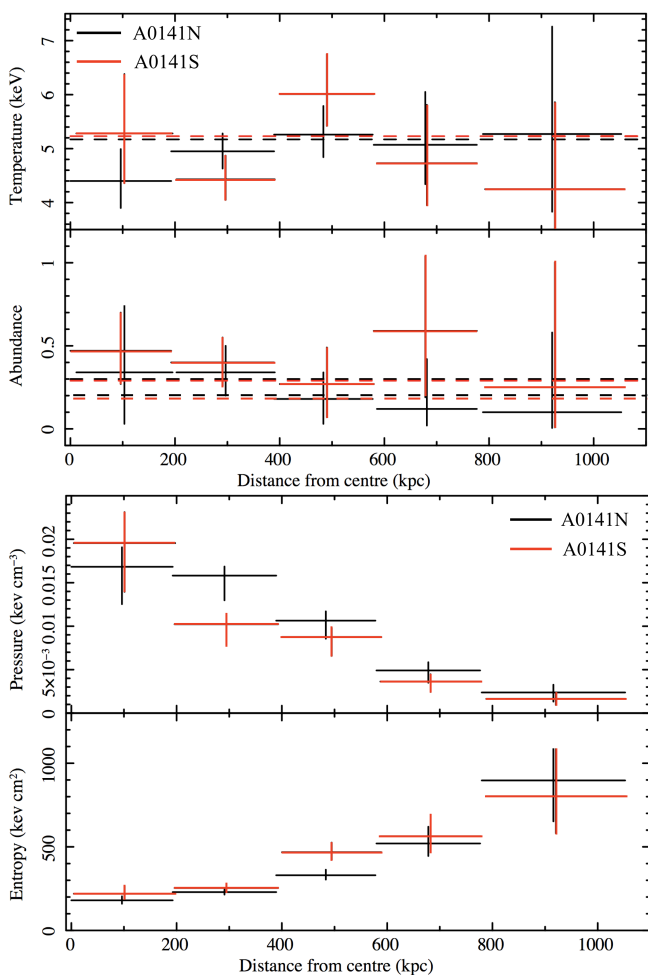 A0141N
A0141S
Temperature (keV)
7
6
5
4
Abundance
1
0.5
0
0 200 400 600 800 1000
Distance from centre (kpc)
A0141N
A0141S
Pressure (kev cm⁻³)
0.02
0.015
0.01
5×10⁻³
0
Entropy (kev cm²)
1000
500
0
0 200 400 600 800 1000
Distance from centre (kpc)